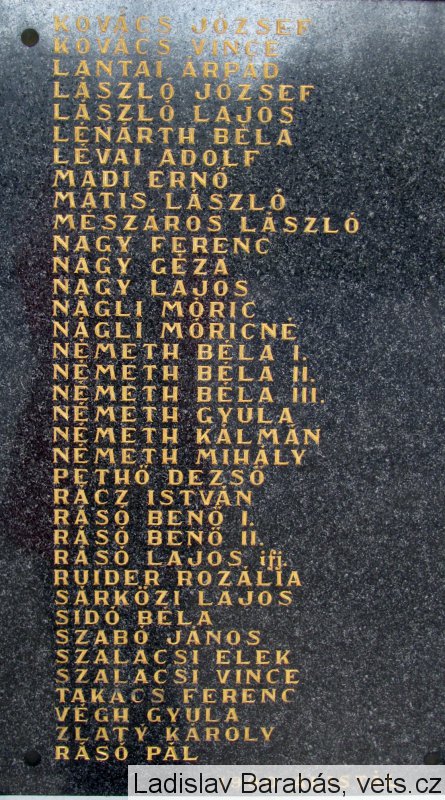 KOVÁCS JÓZSEF
KOVÁCS VINCE
LANTAI ÁRPÁD
LÁSZLÓ JÓZSEF
LÁSZLÓ LAJOS
LÉNÁRTH BÉLA
LÉVAI ADOLF
MÁDI ERNŐ
MÁTIS LÁSZLÓ
MÉSZÁROS LÁSZLÓ
NAGY FERENC
NAGY GÉZA
NAGY LAJOS
NÁGLI MÓRIC
NÁGLI MÓRICNÉ
NÉMETH BÉLA I.
NÉMETH BÉLA II.
NÉMETH BÉLA III.
NÉMETH GYULA
NÉMETH KÁLMÁN
NÉMETH MIHÁLY
PETHŐ DEZSŐ
RÁCZ ISTVÁN
RÁSÓ BENŐ I.
RÁSÓ BENŐ II.
RÁSÓ LAJOS ifj.
RUIDER ROZÁLIA
SÁRKÖZI LAJOS
SIDÓ BÉLA
SZABÓ JÁNOS
SZALACSI ELEK
SZALACSI VINCE
TAKÁCS FERENC
VÉGH GYULA
ZLATY KÁROLY
RÁSÓ PÁL
Ladislav Barabás, vets.cz